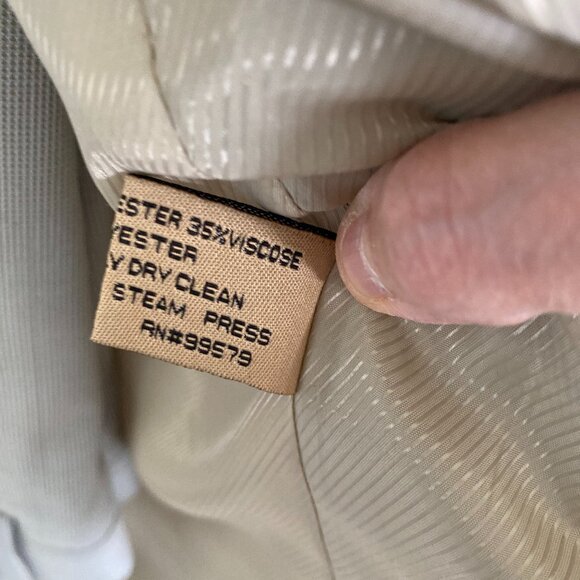 ESTER 35%VISCOSE
YESTER
Y DRY CLEAN
STEAM PRESS
RN#99579